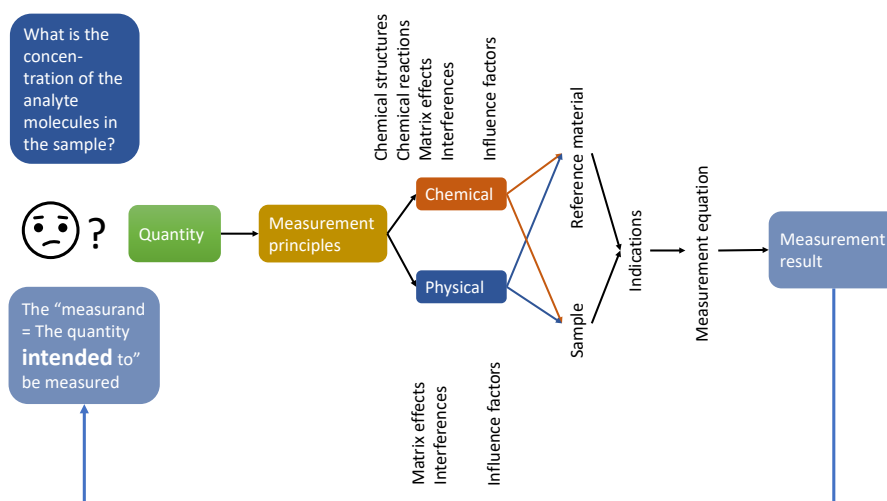 What is the
concen-
tration of the
analyte
molecules in
the sample?
Chemical structures
Chemical reactions
Matrix effects
Interferences
Influence factors
?
Quantity
Measurement
principles
Chemical
Physical
Reference material
Sample
Indications
Measurement equation
Measurement
result
The “measurand
= The quantity
intended to”
be measured
Matrix effects
Interferences
Influence factors